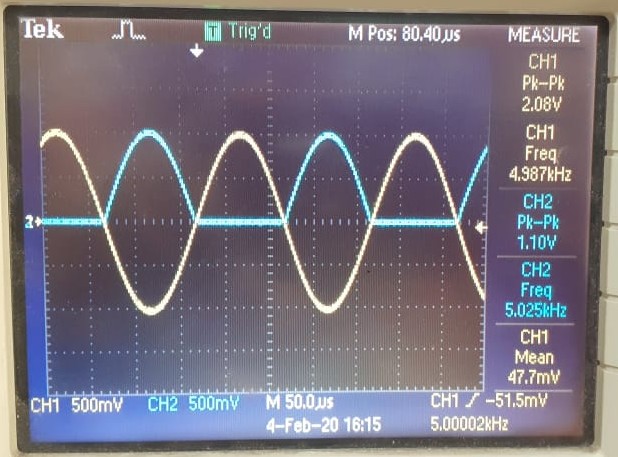 Tek Trig'd M Pos: 80.40µs MEASURE
CH1
Pk-Pk
2.08V
CH1
Freq
4.987kHz
CH2
Pk-Pk
1.10V
CH2
Freq
5.025kHz
CH1
Mean
47.7mV
2
CH1 500mV CH2 500mV M 50.0µs CH1 -51.5mV
4-Feb-20 16:15 5.00002kHz